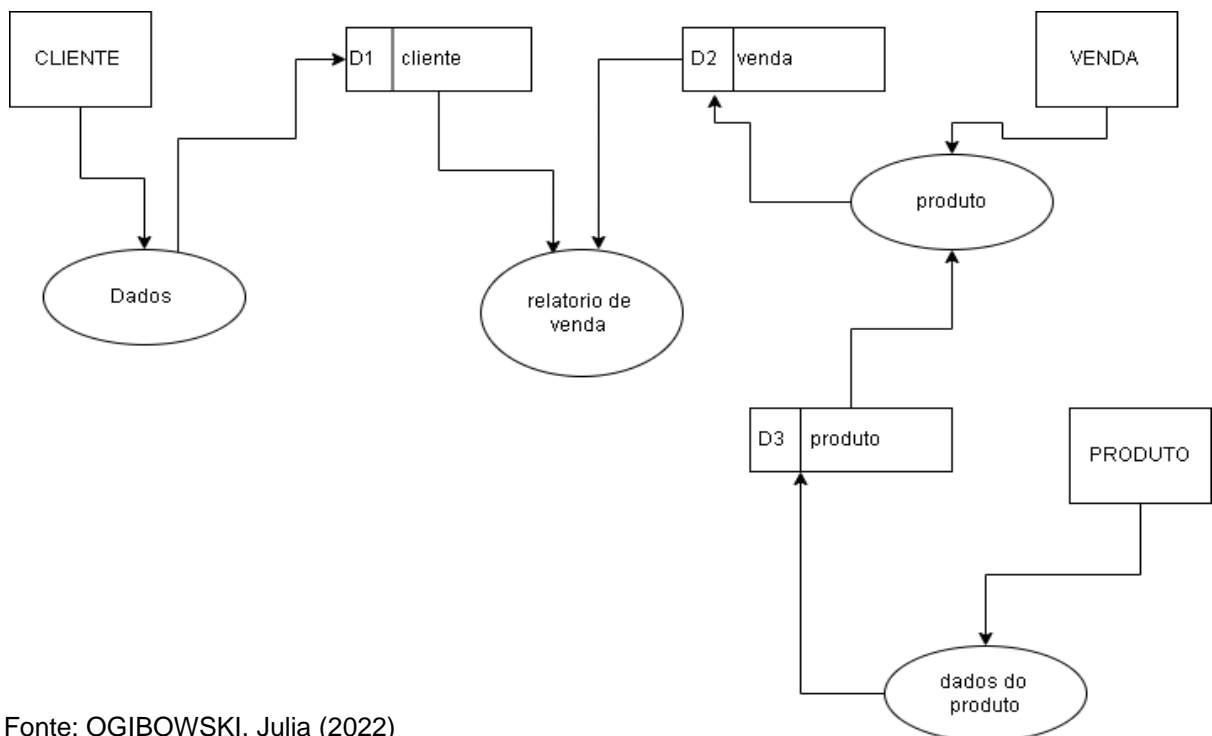 CLIENTE
D1 cliente
D2 venda
VENDA
produto
Dados
relatorio de
venda
D3 produto
PRODUTO
dados do
produto
Fonte: OGIBOWSKI, Julia (2022)